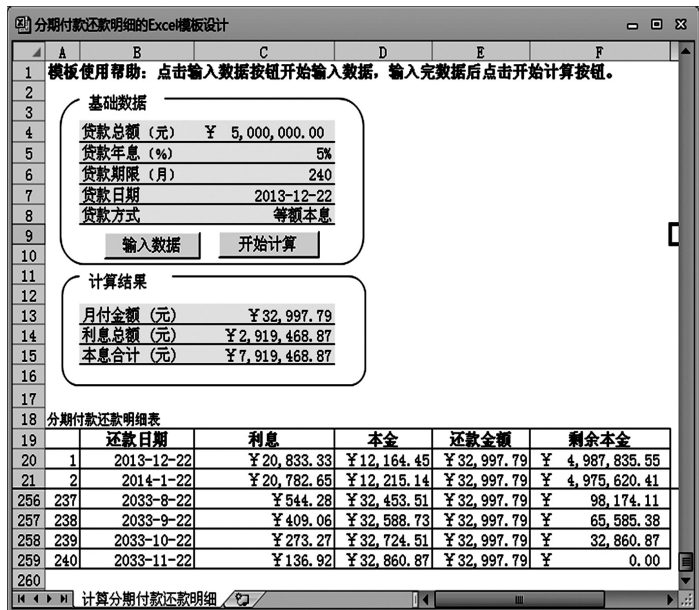 分期付款还款明细的Excel模板设计
A B C D E F
1 模板使用帮助：点击输入数据按钮开始输入数据，输入完数据后点击开始计算按钮。
2
3 基础数据
4 贷款总额（元） ￥ 5,000,000.00
5 贷款年息（%） 5%
6 贷款期限（月） 240
7 贷款日期 2013-12-22
8 贷款方式 等额本息
9
10 输入数据 开始计算
11 计算结果
12
13 月付金额（元） ￥32,997.79
14 利息总额（元） ￥2,919,468.87
15 本息合计（元） ￥7,919,468.87
16
17
18 分期付款还款明细表
19 还款日期 利息 本金 还款金额 剩余本金
20 1 2013-12-22 ￥20,833.33 ￥12,164.45 ￥32,997.79 ￥ 4,987,835.55
21 2 2014-1-22 ￥20,782.65 ￥12,215.14 ￥32,997.79 ￥ 4,975,620.41
256 237 2033-8-22 ￥544.28 ￥32,453.51 ￥32,997.79 ￥ 98,174.11
257 238 2033-9-22 ￥409.06 ￥32,588.73 ￥32,997.79 ￥ 65,585.38
258 239 2033-10-22 ￥273.27 ￥32,724.51 ￥32,997.79 ￥ 32,860.87
259 240 2033-11-22 ￥136.92 ￥32,860.87 ￥32,997.79 ￥ 0.00
260
计算分期付款还款明细